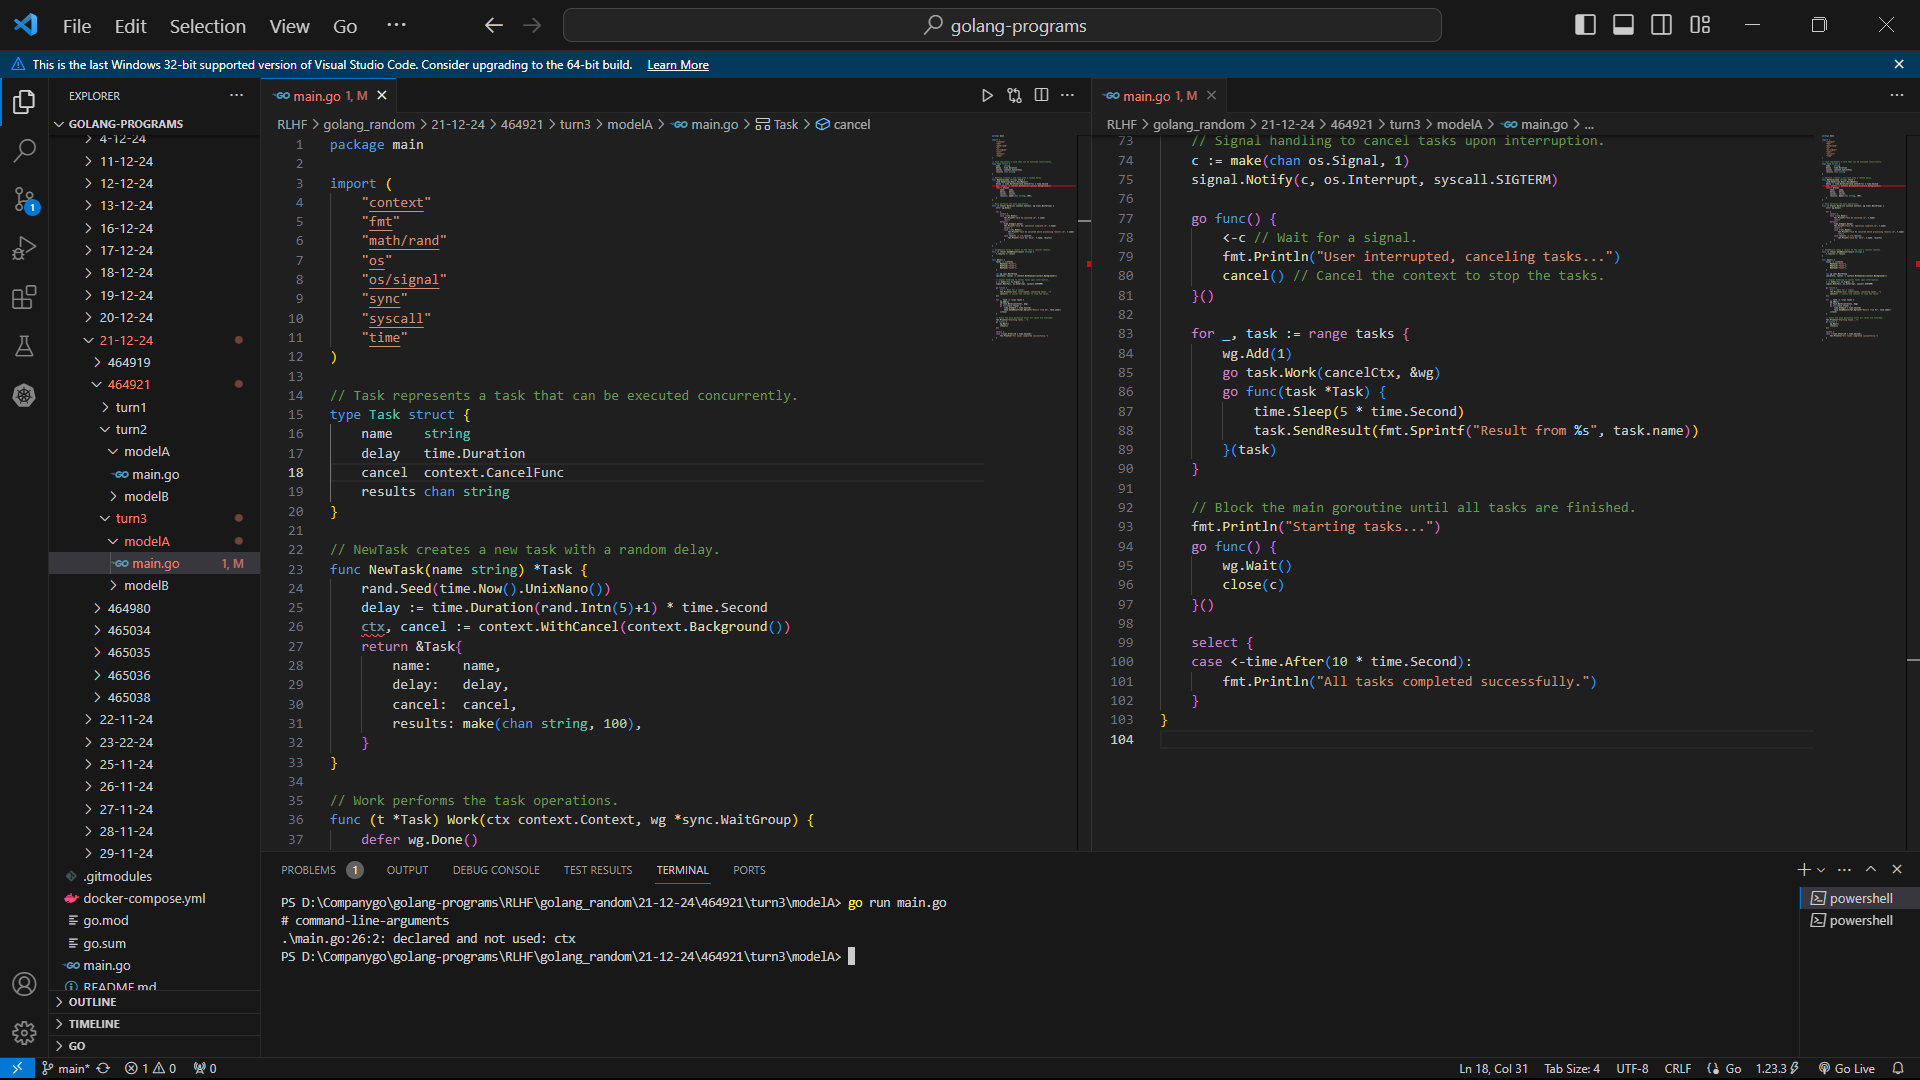 File Edit Selection View Go ···
golang-programs
This is the last Windows 32-bit supported version of Visual Studio Code. Consider upgrading to the 64-bit build. Learn More
EXPLORER
GOLANG-PROGRAMS
4-12-24
11-12-24
12-12-24
13-12-24
16-12-24
17-12-24
18-12-24
19-12-24
20-12-24
21-12-24
464919
464921
turn1
turn2
modelA
main.go
modelB
turn3
modelA
main.go 1, M
modelB
464980
465034
465035
465036
465038
22-11-24
23-22-24
25-11-24
26-11-24
27-11-24
28-11-24
29-11-24
.gitmodules
docker-compose.yml
go.mod
go.sum
main.go
README.md
OUTLINE
TIMELINE
GO
main.go 1, M
RLHF > golang_random > 21-12-24 > 464921 > turn3 > modelA > main.go > Task > cancel
1 package main
2
3 import (
4 "context"
5 "fmt"
6 "math/rand"
7 "os"
8 "os/signal"
9 "sync"
10 "syscall"
11 "time"
12 )
13
14 // Task represents a task that can be executed concurrently.
15 type Task struct {
16 name string
17 delay time.Duration
18 cancel context.CancelFunc
19 results chan string
20 }
21
22 // NewTask creates a new task with a random delay.
23 func NewTask(name string) *Task {
24 rand.Seed(time.Now().UnixNano())
25 delay := time.Duration(rand.Intn(5)+1) * time.Second
26 ctx, cancel := context.WithCancel(context.Background())
27 return &Task{
28 name: name,
29 delay: delay,
30 cancel: cancel,
31 results: make(chan string, 100),
32 }
33 }
34
35 // Work performs the task operations.
36 func (t *Task) Work(ctx context.Context, wg *sync.WaitGroup) {
37 defer wg.Done()
main.go 1, M
RLHF > golang_random > 21-12-24 > 464921 > turn3 > modelA > main.go > ...
73 // Signal handling to cancel tasks upon interruption.
74 c := make(chan os.Signal, 1)
75 signal.Notify(c, os.Interrupt, syscall.SIGTERM)
76
77 go func() {
78 <-c // Wait for a signal.
79 fmt.Println("User interrupted, canceling tasks...")
80 cancel() // Cancel the context to stop the tasks.
81 }()
82
83 for _, task := range tasks {
84 wg.Add(1)
85 go task.Work(cancelCtx, &wg)
86 go func(task *Task) {
87 time.Sleep(5 * time.Second)
88 task.SendResult(fmt.Sprintf("Result from %s", task.name))
89 }(task)
90 }
91
92 // Block the main goroutine until all tasks are finished.
93 fmt.Println("Starting tasks...")
94 go func() {
95 wg.Wait()
96 close(c)
97 }()
98
99 select {
100 case <-time.After(10 * time.Second):
101 fmt.Println("All tasks completed successfully.")
102 }
103 }
104
PROBLEMS 1 OUTPUT DEBUG CONSOLE TEST RESULTS TERMINAL PORTS
PS D:\Companygo\golang-programs\RLHF\golang_random\21-12-24\464921\turn3\modelA> go run main.go
# command-line-arguments
.\main.go:26:2: declared and not used: ctx
PS D:\Companygo\golang-programs\RLHF\golang_random\21-12-24\464921\turn3\modelA>
powershell
powershell
1
main* 1 0 0
Ln 18, Col 31 Tab Size: 4 UTF-8 CRLF Go 1.23.3 Go Live